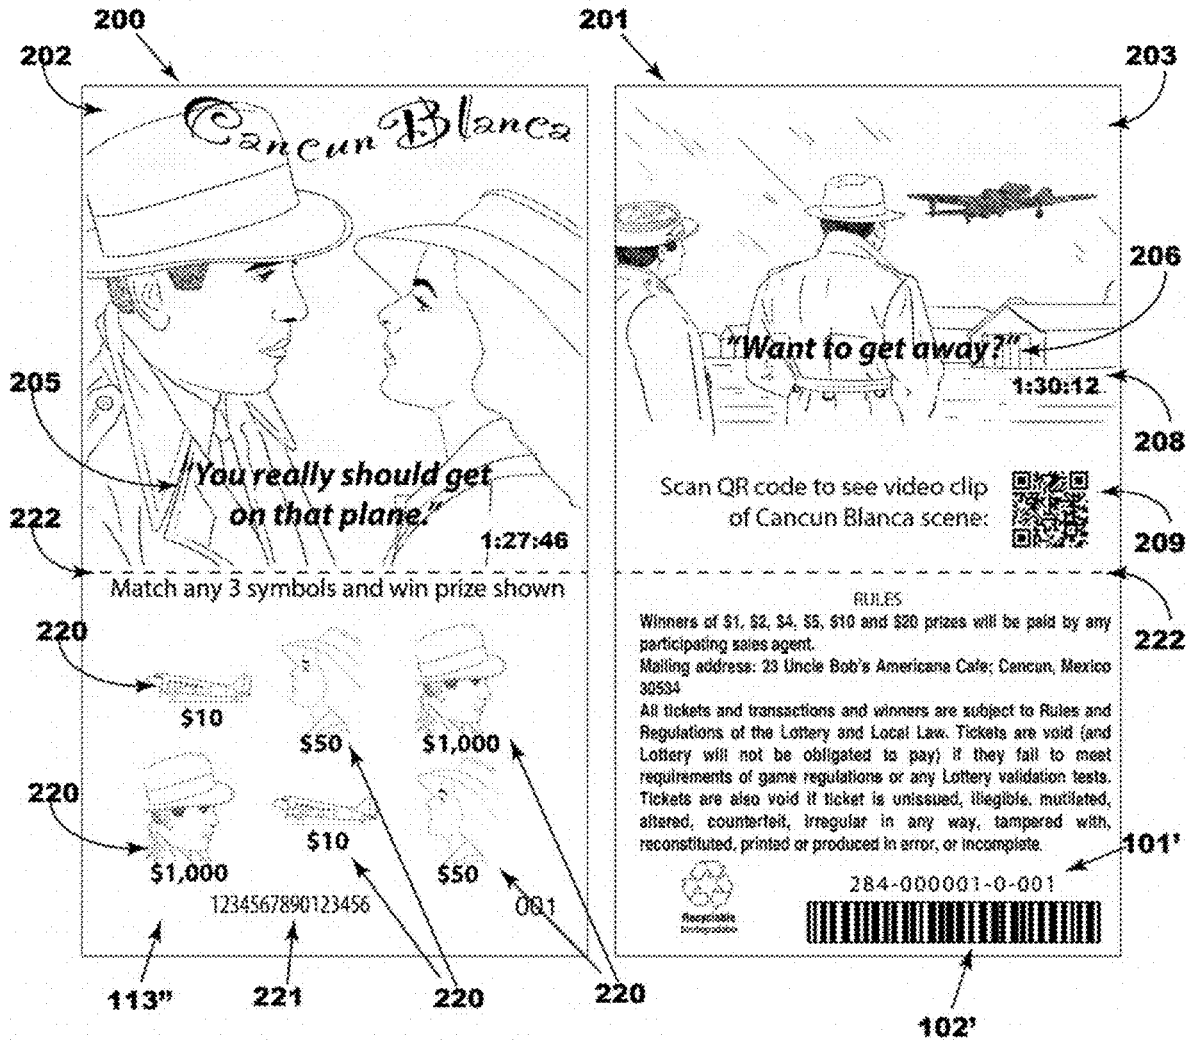 200
201
202
203
Cancun Blanca
206
"Want to get away?"
1:30:12
205
208
"You really should get
on that plane."
1:27:46
Scan QR code to see video clip
of Cancun Blanca scene:
209
222
222
Match any 3 symbols and win prize shown
RULES
Winners of $1, $2, $4, $5, $10 and $20 prizes will be paid by any
participating sales agent.
Mailing address: 23 Uncle Bob's Americana Cafe; Cancun, Mexico
30534
All tickets and transactions and winners are subject to Rules and
Regulations of the Lottery and Local Law. Tickets are void (and
Lottery will not be obligated to pay) if they fail to meet
requirements of game regulations or any Lottery validation tests.
Tickets are also void if ticket is unissued, illegible, mutilated,
altered, counterfeit, irregular in any way, tampered with,
reconstituted, printed or produced in error, or incomplete.
220
$10
$50
$1,000
220
$1,000
$10
$50
1234567890123456
001
101'
284-000001-0-001
Recyclable
113"
221
220
220
102'